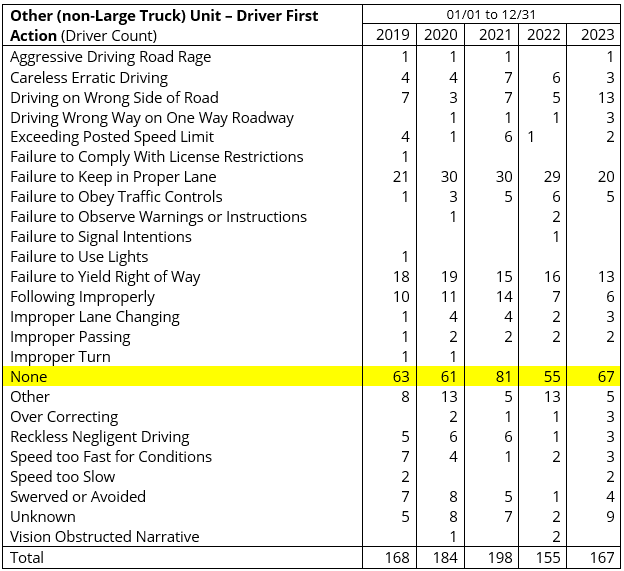 Other (non-Large Truck) Unit – Driver First 01/01 to 12/31
Action (Driver Count) 2019 2020 2021 2022 2023
Aggressive Driving Road Rage 1 1 1 1
Careless Erratic Driving 4 4 7 6 3
Driving on Wrong Side of Road 7 3 7 5 13
Driving Wrong Way on One Way Roadway 1 1 1 3
Exceeding Posted Speed Limit 4 1 6 1 2
Failure to Comply With License Restrictions 1
Failure to Keep in Proper Lane 21 30 30 29 20
Failure to Obey Traffic Controls 1 3 5 6 5
Failure to Observe Warnings or Instructions 1 2
Failure to Signal Intentions 1
Failure to Use Lights 1
Failure to Yield Right of Way 18 19 15 16 13
Following Improperly 10 11 14 7 6
Improper Lane Changing 1 4 4 2 3
Improper Passing 1 2 2 2 2
Improper Turn 1 1
None 63 61 81 55 67
Other 8 13 5 13 5
Over Correcting 2 1 1 3
Reckless Negligent Driving 5 6 6 1 3
Speed too Fast for Conditions 7 4 1 2 3
Speed too Slow 2 2
Swerved or Avoided 7 8 5 1 4
Unknown 5 8 7 2 9
Vision Obstructed Narrative 1 2
Total 168 184 198 155 167